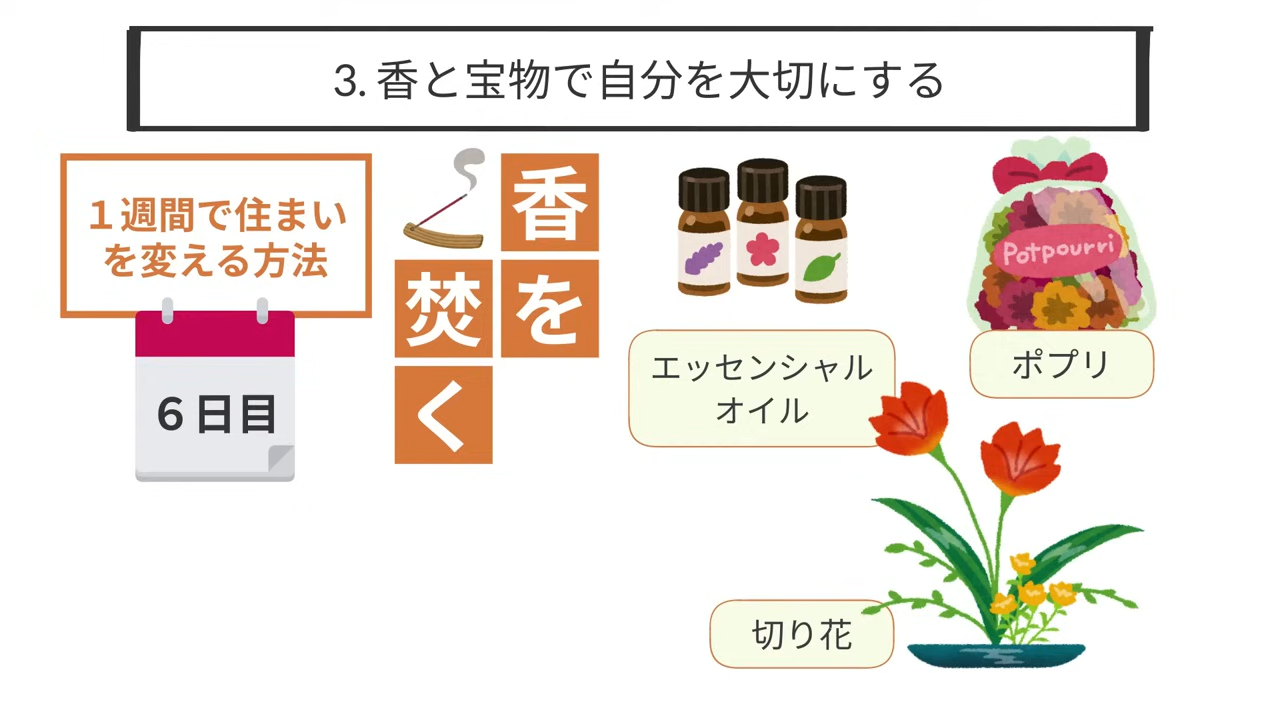 3. 香と宝物で自分を大切にする
１週間で住まい
を変える方法
６日目
香を
焚く
エッセンシャル
オイル
Potpourri
ポプリ
切り花